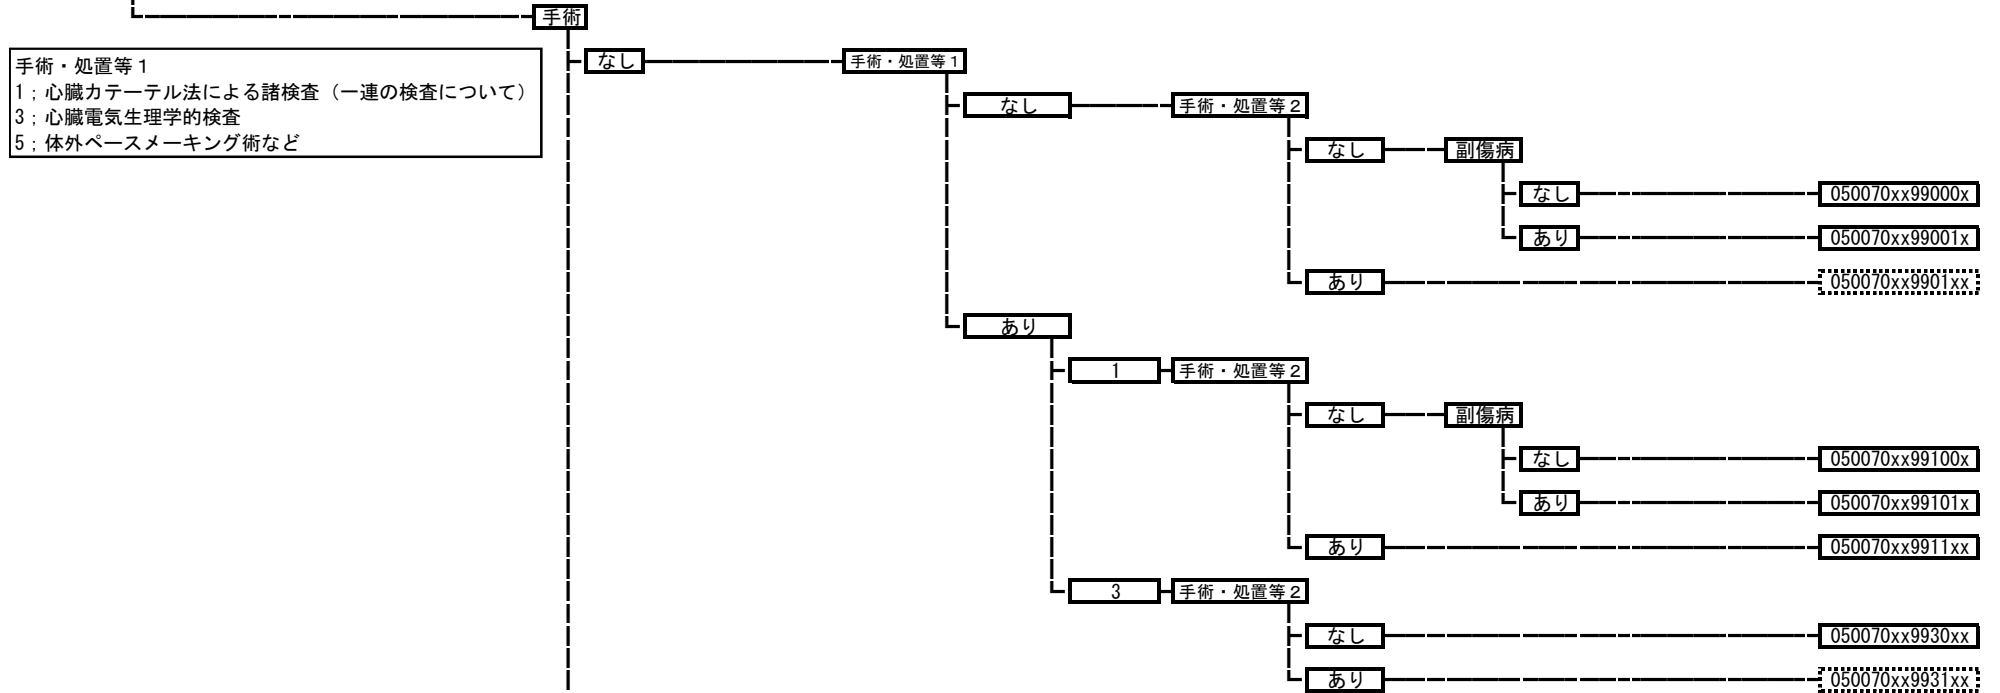 手術
なし 手術・処置等1
手術・処置等1
1;心臓カテーテル法による諸検査(一連の検査について)
3;心臓電気生理学的検査
5;体外ペースメーキング術など
なし 手術・処置等2
なし 副傷病
なし 050070xx99000x
あり 050070xx99001x
あり 050070xx9901xx
あり
1 手術・処置等2
なし 副傷病
なし 050070xx99100x
あり 050070xx99101x
あり 050070xx9911xx
3 手術・処置等2
なし 050070xx9930xx
あり 050070xx9931xx